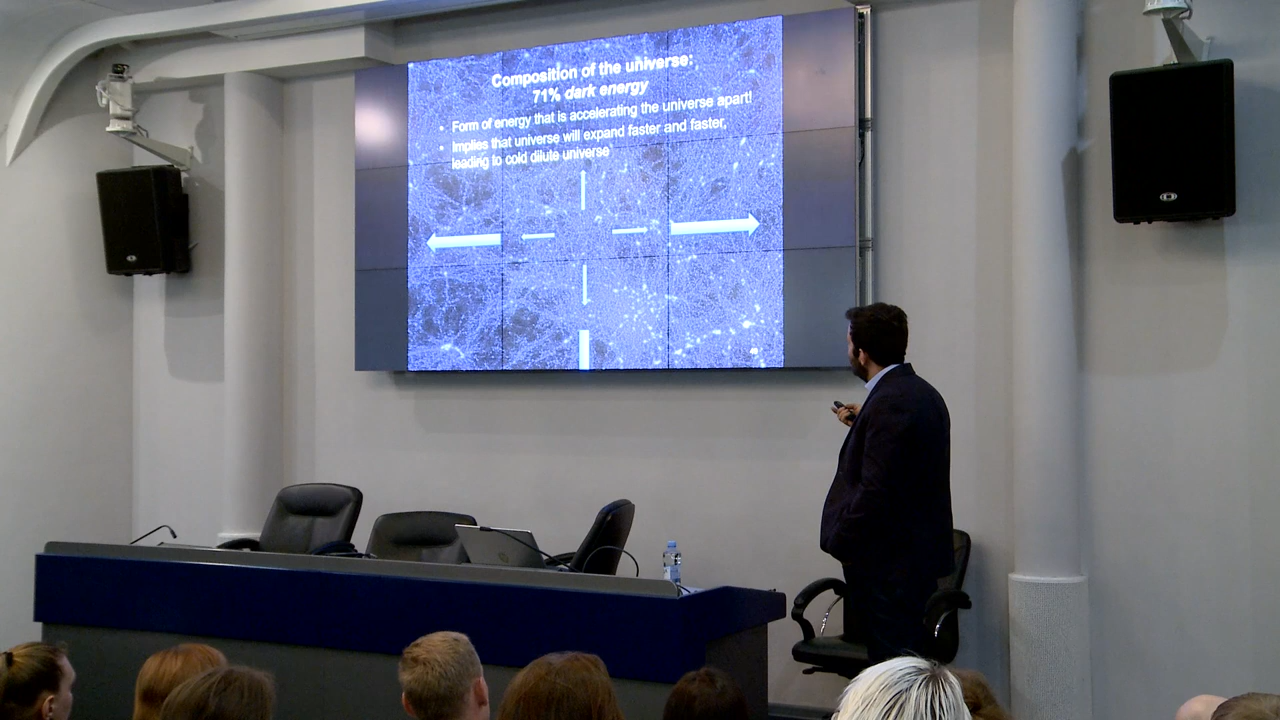 Composition of the universe:
71% dark energy
• Form of energy that is accelerating the universe apart!
• Implies that universe will expand faster and faster,
leading to cold dilute universe